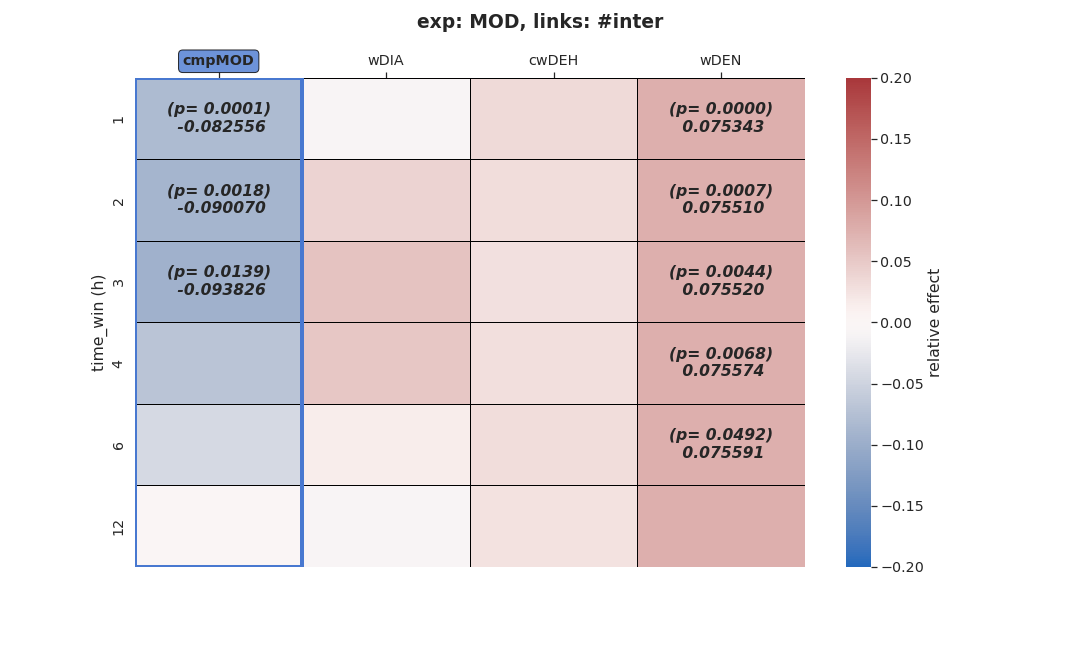 exp: MOD, links: #inter
cmpMOD wDIA cwDEH wDEN
1 (p= 0.0001) (p= 0.0000)
-0.082556 0.075343
2 (p= 0.0018) (p= 0.0007)
-0.090070 0.075510
3 (p= 0.0139) (p= 0.0044)
-0.093826 0.075520
4 (p= 0.0068)
0.075574
6 (p= 0.0492)
0.075591
12
time_win (h)
0.20
0.15
0.10
0.05
0.00
−0.05
−0.10
−0.15
−0.20
relative effect